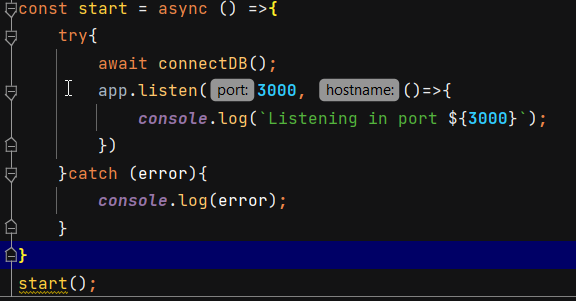 const start = async () =>{
try{
await connectDB();
app.listen( port: 3000, hostname: ()=>{
console.log(`Listening in port ${3000}`);
})
}catch (error){
console.log(error);
}
}
start();